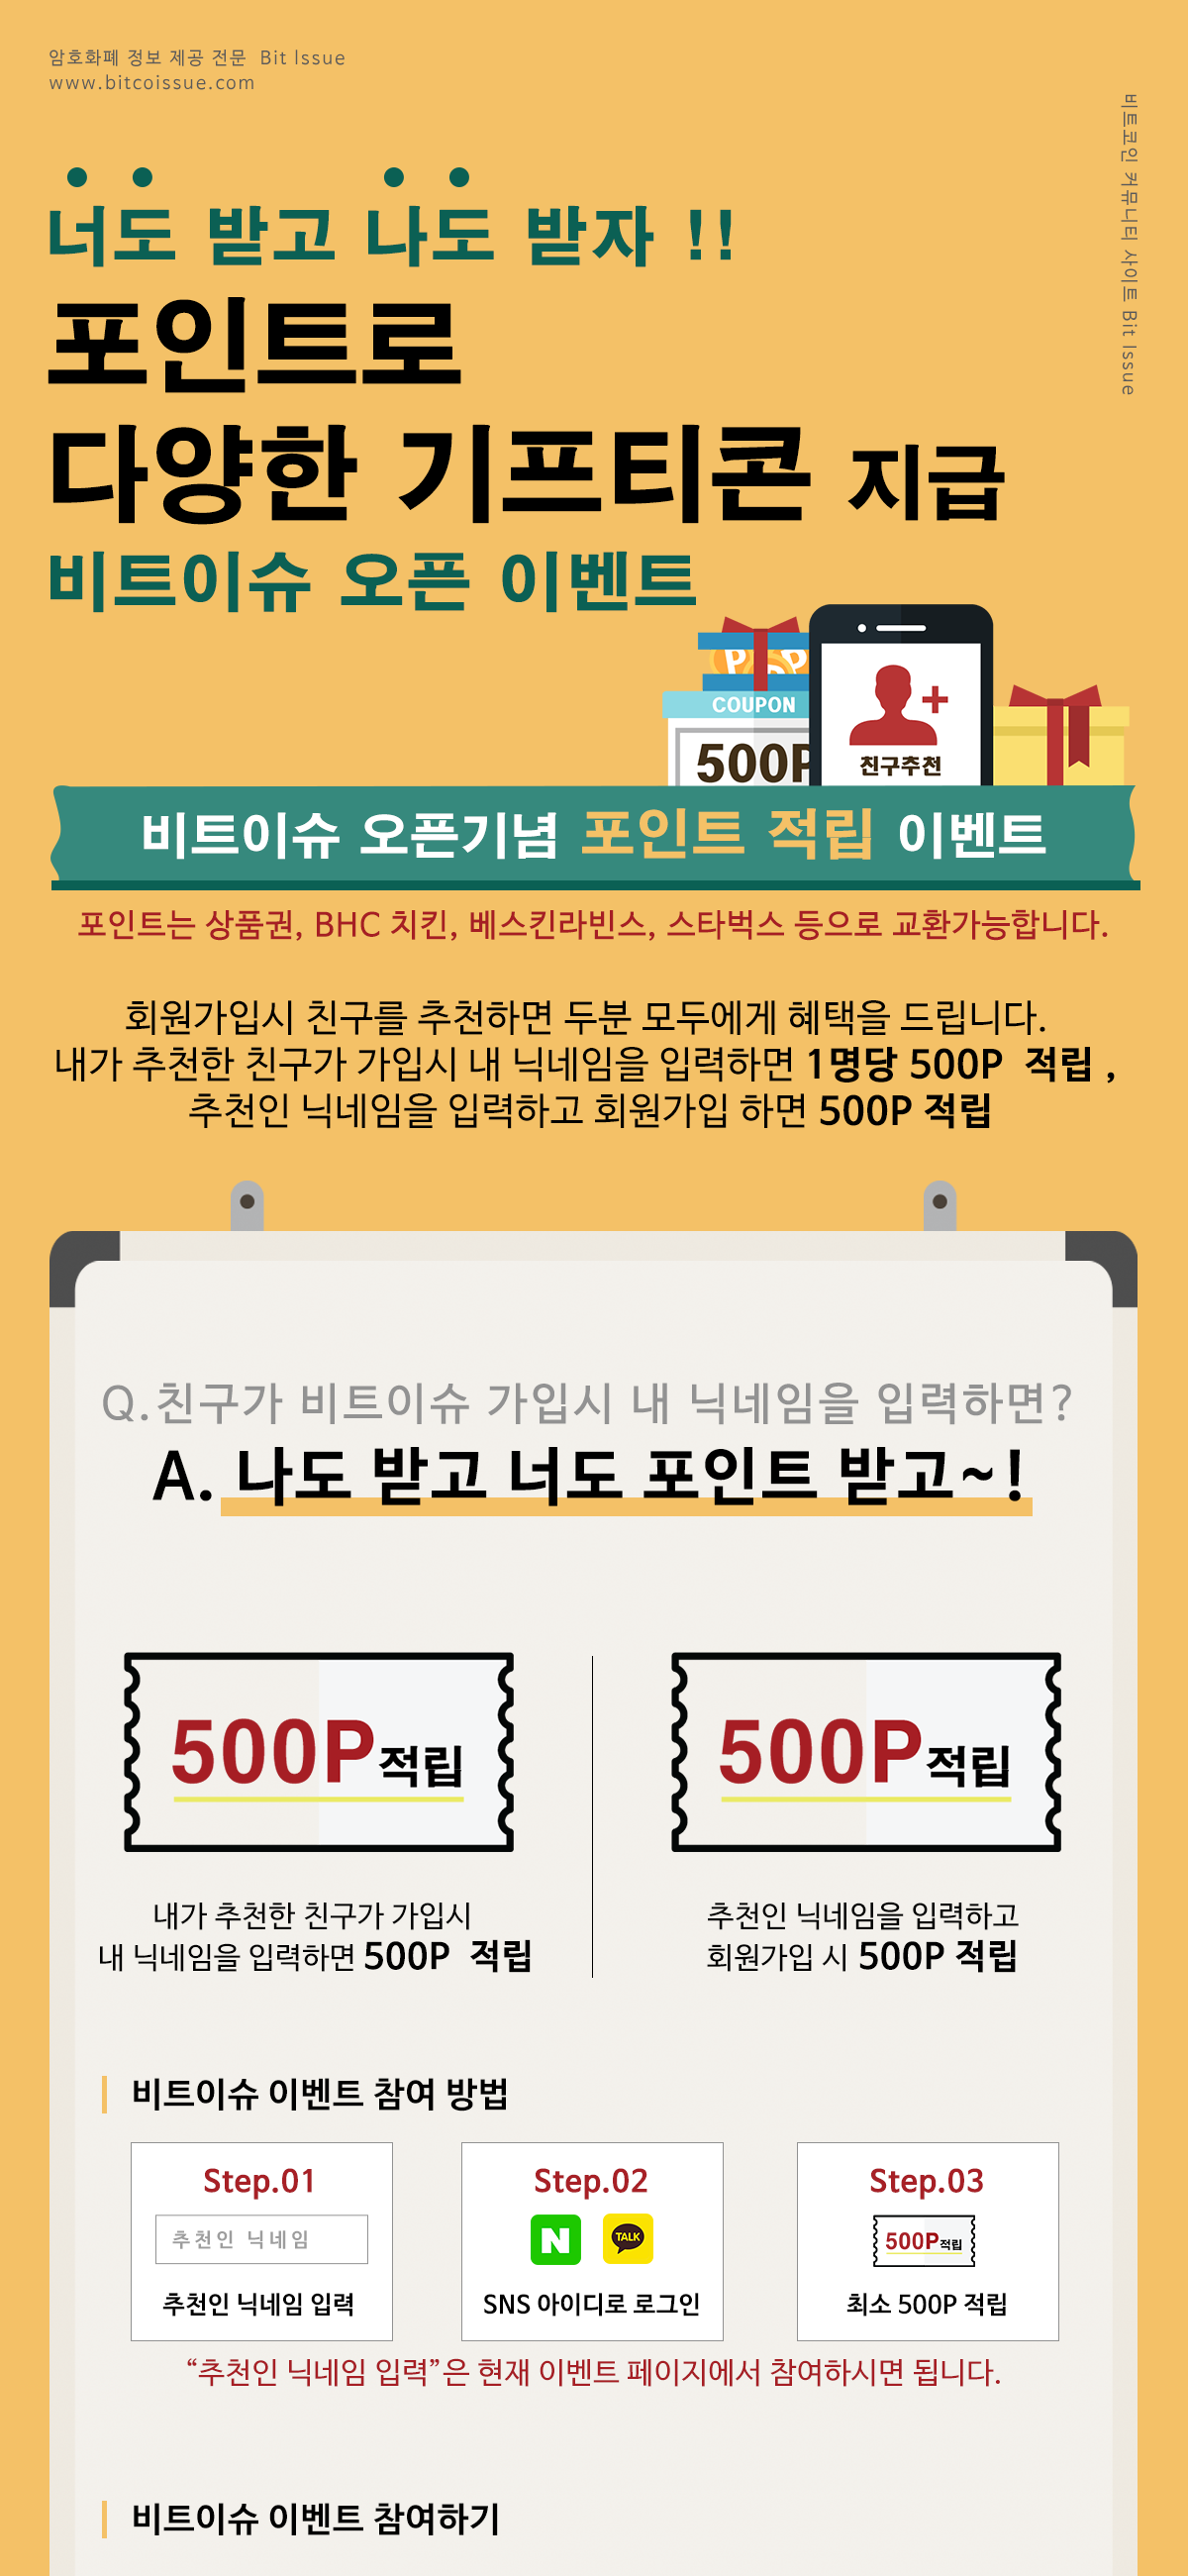 암호화폐 정보 제공 전문 Bit Issue
www.bitcoissue.com
비트코인 커뮤니티 사이트 Bit Issue
너도 받고 나도 받자 !!
포인트로
다양한 기프티콘 지급
비트이슈 오픈 이벤트
P P P
COUPON
500P
친구추천
비트이슈 오픈기념 포인트 적립 이벤트
포인트는 상품권, BHC 치킨, 베스킨라빈스, 스타벅스 등으로 교환가능합니다.
회원가입시 친구를 추천하면 두분 모두에게 혜택을 드립니다.
내가 추천한 친구가 가입시 내 닉네임을 입력하면 1명당 500P 적립 ,
추천인 닉네임을 입력하고 회원가입 하면 500P 적립
Q.친구가 비트이슈 가입시 내 닉네임을 입력하면?
A. 나도 받고 너도 포인트 받고~!
500P적립
500P적립
내가 추천한 친구가 가입시
내 닉네임을 입력하면 500P 적립
추천인 닉네임을 입력하고
회원가입 시 500P 적립
비트이슈 이벤트 참여 방법
Step.01
추천인 닉네임
추천인 닉네임 입력
Step.02
N TALK
SNS 아이디로 로그인
Step.03
500P적립
최소 500P 적립
“추천인 닉네임 입력”은 현재 이벤트 페이지에서 참여하시면 됩니다.
비트이슈 이벤트 참여하기